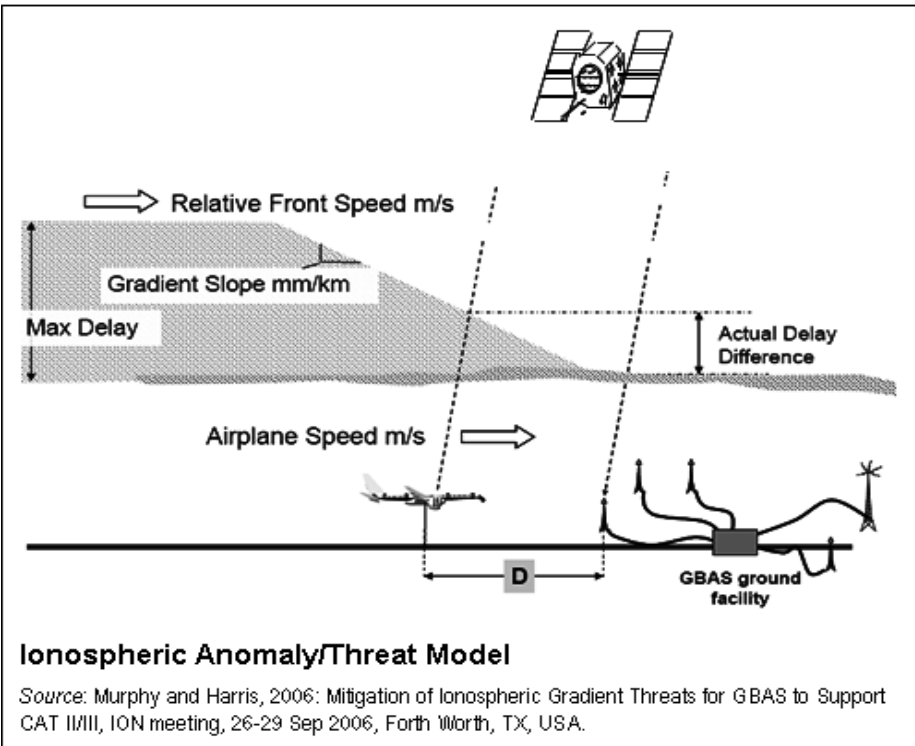 Relative Front Speed m/s
Gradient Slope mm/km
Max Delay
Actual Delay
Difference
Airplane Speed m/s
D
GBAS ground
facility
Ionospheric Anomaly/Threat Model
Source: Murphy and Harris, 2006: Mitigation of Ionospheric Gradient Threats for GBAS to Support
CAT II/III, ION meeting, 26-29 Sep 2006, Forth Worth, TX, USA.